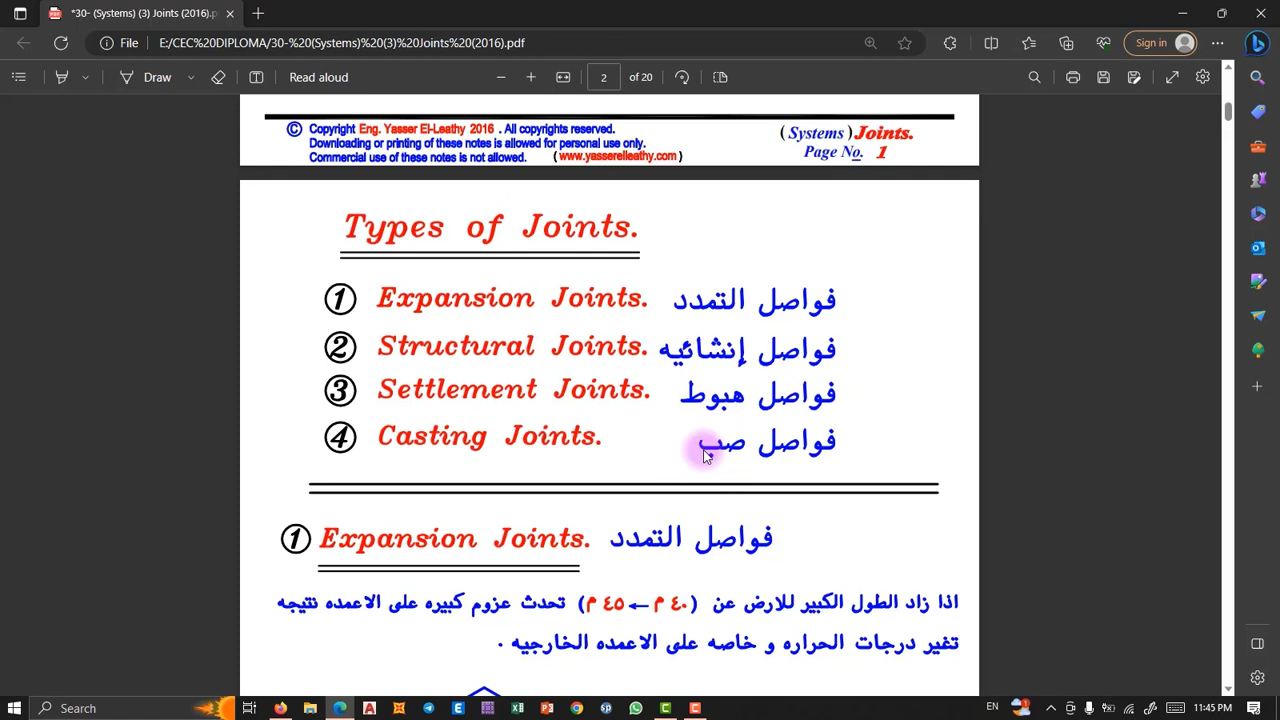 *30- (Systems) (3) Joints (2016).p
File E:/CEC%20DIPLOMA/30-%20(Systems)%20(3)%20Joints%20(2016).pdf
Sign in
Draw
Read aloud
2 of 20
© Copyright Eng. Yasser El-Leathy 2016 . All copyrights reserved.
Downloading or printing of these notes is allowed for personal use only.
Commercial use of these notes is not allowed. ( www.yasserelleathy.com )
( Systems ) Joints.
Page No. 1
Types of Joints.
① Expansion Joints. فواصل التمدد
② Structural Joints. فواصل إنشائيه
③ Settlement Joints. فواصل هبوط
④ Casting Joints. فواصل صب
① Expansion Joints. فواصل التمدد
اذا زاد الطول الكبير للارض عن (٤٠ م ← ٤٥ م) تحدث عزوم كبيره على الاعمده نتيجه
تغير درجات الحراره و خاصه على الاعمده الخارجيه .
Search
EN
11:45 PM